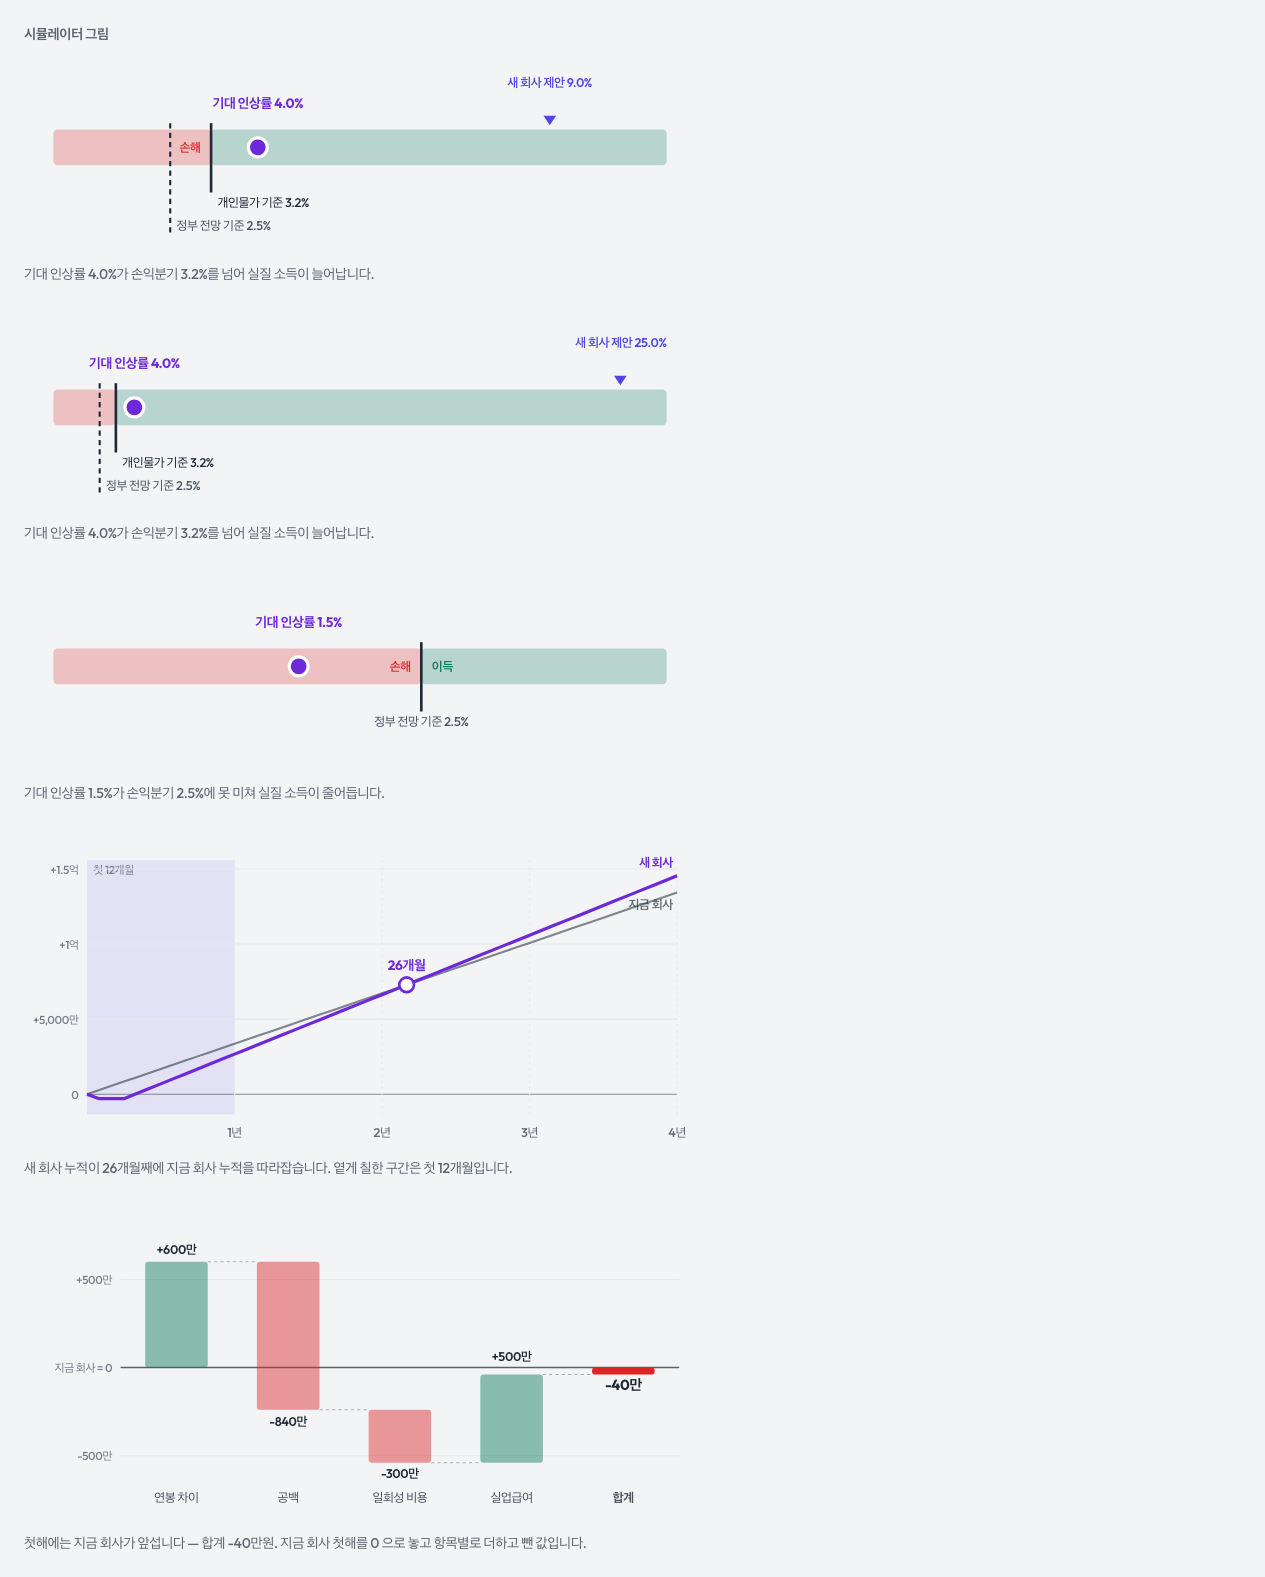 시뮬레이터 그림
새 회사 제안 9.0%
기대 인상률 4.0%
손해
개인물가 기준 3.2%
정부 전망 기준 2.5%
기대 인상률 4.0%가 손익분기 3.2%를 넘어 실질 소득이 늘어납니다.
새 회사 제안 25.0%
기대 인상률 4.0%
개인물가 기준 3.2%
정부 전망 기준 2.5%
기대 인상률 4.0%가 손익분기 3.2%를 넘어 실질 소득이 늘어납니다.
기대 인상률 1.5%
손해 이득
정부 전망 기준 2.5%
기대 인상률 1.5%가 손익분기 2.5%에 못 미쳐 실질 소득이 줄어듭니다.
새 회사
+1.5억 첫 12개월
지금 회사
+1억
26개월
+5,000만
0
1년 2년 3년 4년
새 회사 누적이 26개월째에 지금 회사 누적을 따라잡습니다. 옅게 칠한 구간은 첫 12개월입니다.
+600만
+500만
+500만
지금 회사 = 0
-40만
-840만
-500만
-300만
연봉 차이 공백 일회성 비용 실업급여 합계
첫해에는 지금 회사가 앞섭니다 — 합계 -40만원. 지금 회사 첫해를 0 으로 놓고 항목별로 더하고 뺀 값입니다.